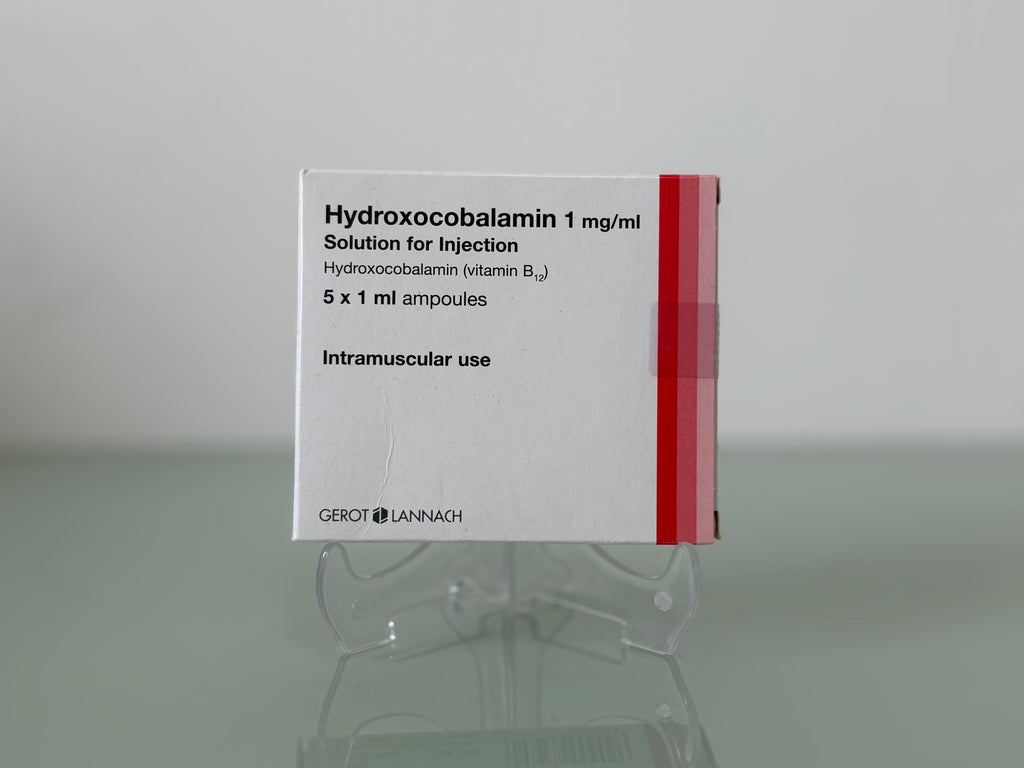 Hydroxocobalamin 1 mg/ml
Solution for Injection
Hydroxocobalamin (vitamin B₁₂)
5 x 1 ml ampoules
Intramuscular use
GEROT LANNACH